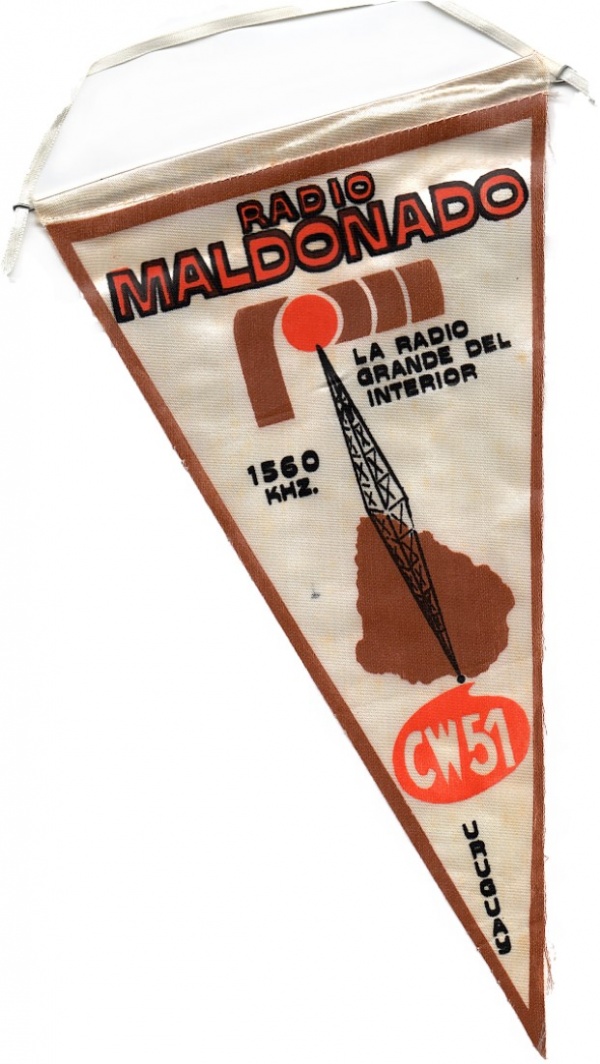 RADIO
MALDONADO
LA RADIO
GRANDE DEL
INTERIOR
1560
KHZ.
CW51
URUGUAY